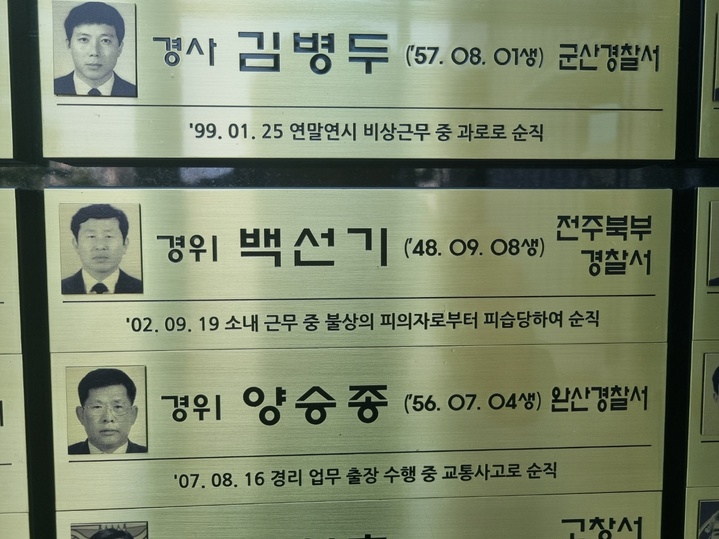 경사 김병두 ('57. 08. 01생) 군산경찰서
'99. 01. 25 연말연시 비상근무 중 과로로 순직
경위 백선기 ('48. 09. 08생) 전주북부
경찰서
'02. 09. 19 소내 근무 중 불상의 피의자로부터 피습당하여 순직
경위 양승종 ('56. 07. 04생) 완산경찰서
'07. 08. 16 경리 업무 출장 수행 중 교통사고로 순직
고창서